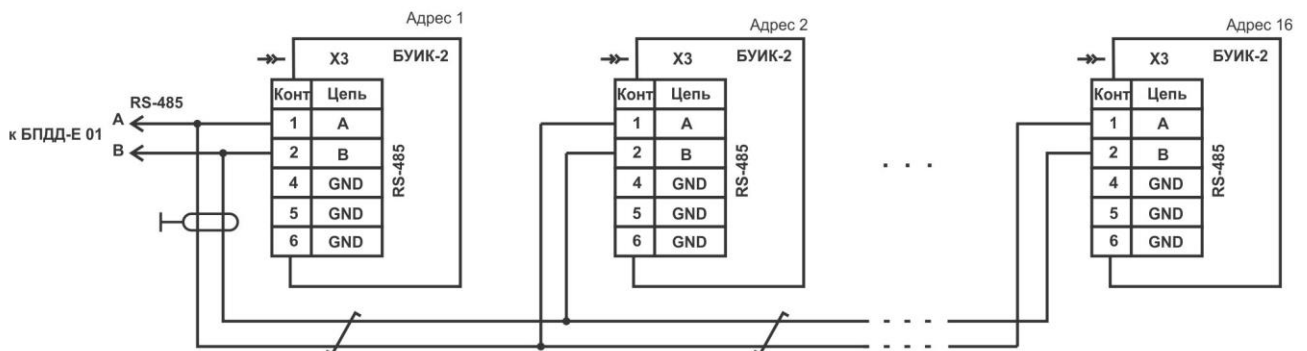 Адрес 1
X3 БУИК-2
Конт Цепь
1 A
2 B
4 GND
5 GND
6 GND
RS-485
RS-485
A
к БПДД-Е 01
B
Адрес 2
X3 БУИК-2
Конт Цепь
1 A
2 B
4 GND
5 GND
6 GND
RS-485
. . .
Адрес 16
X3 БУИК-2
Конт Цепь
1 A
2 B
4 GND
5 GND
6 GND
RS-485